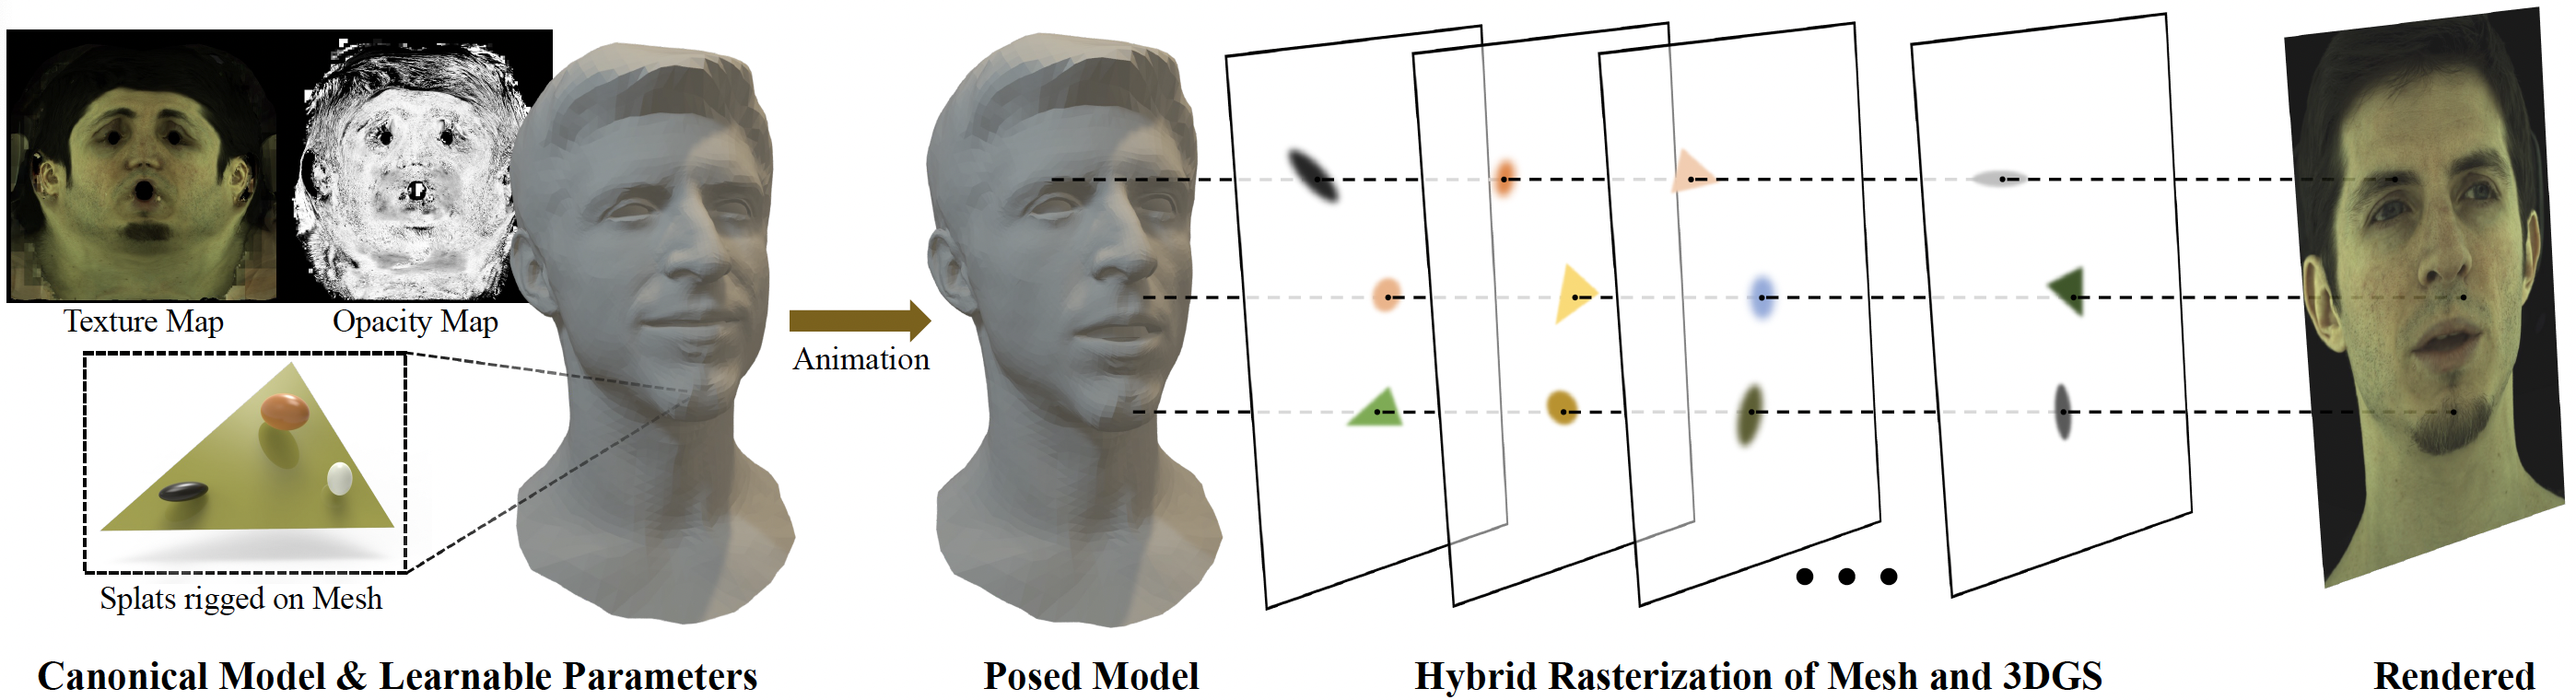 Texture Map
Opacity Map
Animation
Splats rigged on Mesh
Canonical Model & Learnable Parameters
Posed Model
Hybrid Rasterization of Mesh and 3DGS
Rendered